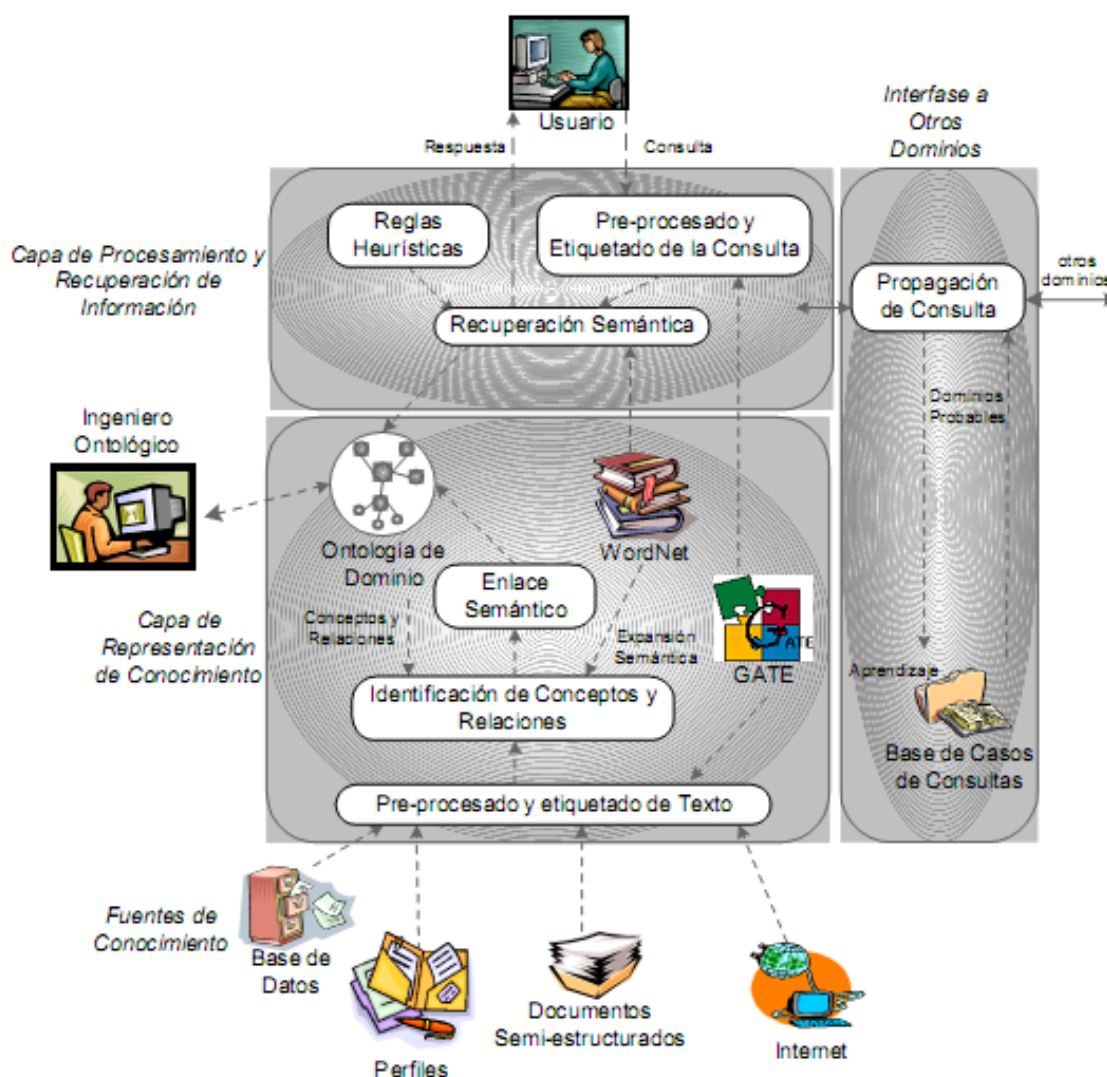 Usuario
Interfase a
Otros
Dominios
Respuesta
Consulta
Reglas
Heurísticas
Pre-procesado y
Etiquetado de la Consulta
Capa de Procesamiento y
Recuperación de
Información
Recuperación Semántica
Propagación
de Consulta
otros
dominios
Ingeniero
Ontológico
Dominios
Probables
Ontología de
Dominio
WordNet
Enlace
Semántico
Conceptos y
Relaciones
Expansión
Semántica
GATE
GATE
Capa de
Representación
de Conocimiento
Identificación de Conceptos y
Relaciones
Aprendizaje
Base de Casos
de Consultas
Pre-procesado y etiquetado de Texto
Fuentes de
Conocimiento
Base de
Datos
Perfiles
Documentos
Semi-estructurados
Internet